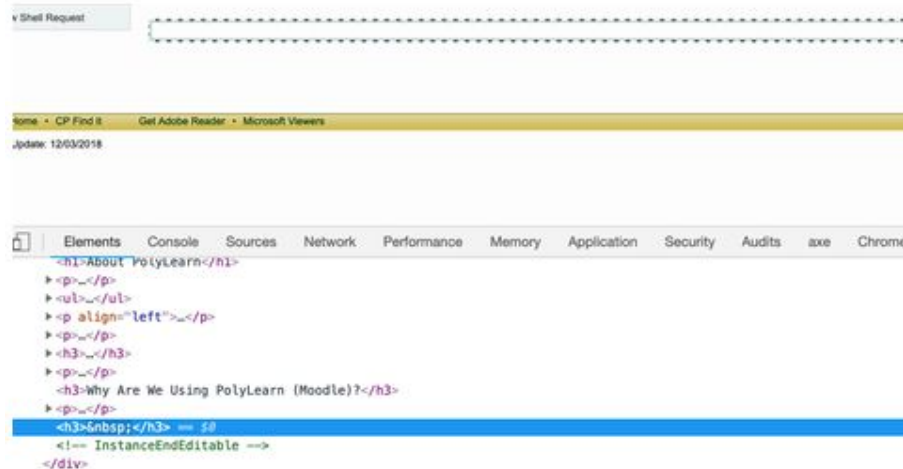 w Shell Request
Home • CP Find It Get Adobe Reader • Microsoft Viewers
Update: 12/03/2018
Elements Console Sources Network Performance Memory Application Security Audits axe Chrome
<h1>About PolyLearn</h1>
▶<p>…</p>
▶<ul>…</ul>
▶<p align="left">…</p>
▶<p>…</p>
▶<h3>…</h3>
▶<p>…</p>
<h3>Why Are We Using PolyLearn (Moodle)?</h3>
▶<p>…</p>
<h3>&nbsp;</h3> == $0
<!-- InstanceEndEditable -->
</div>